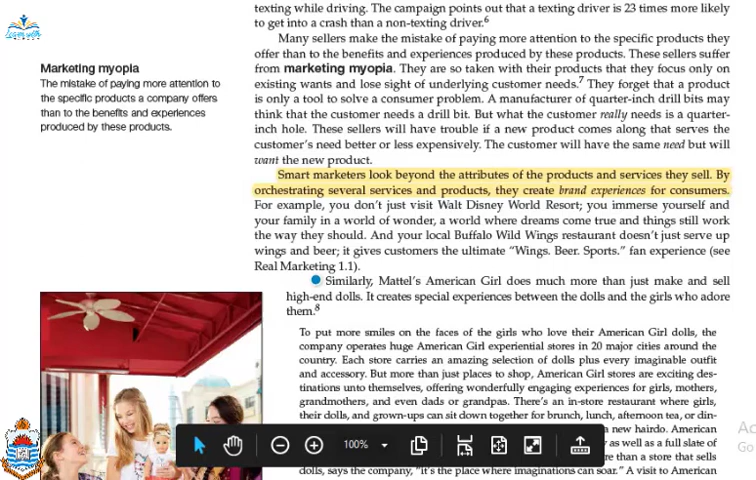 texting while driving. The campaign points out that a texting driver is 23 times more likely
to get into a crash than a non-texting driver.6
Many sellers make the mistake of paying more attention to the specific products they
offer than to the benefits and experiences produced by these products. These sellers suffer
from marketing myopia. They are so taken with their products that they focus only on
existing wants and lose sight of underlying customer needs.7 They forget that a product
is only a tool to solve a consumer problem. A manufacturer of quarter-inch drill bits may
think that the customer needs a drill bit. But what the customer really needs is a quarter-
inch hole. These sellers will have trouble if a new product comes along that serves the
customer's need better or less expensively. The customer will have the same need but will
want the new product.
Marketing myopia
The mistake of paying more attention to
the specific products a company offers
than to the benefits and experiences
produced by these products.
Smart marketers look beyond the attributes of the products and services they sell. By
orchestrating several services and products, they create brand experiences for consumers.
For example, you don't just visit Walt Disney World Resort; you immerse yourself and
your family in a world of wonder, a world where dreams come true and things still work
the way they should. And your local Buffalo Wild Wings restaurant doesn't just serve up
wings and beer; it gives customers the ultimate "Wings. Beer. Sports." fan experience (see
Real Marketing 1.1).
Similarly, Mattel's American Girl does much more than just make and sell
high-end dolls. It creates special experiences between the dolls and the girls who adore
them.8
To put more smiles on the faces of the girls who love their American Girl dolls, the
company operates huge American Girl experiential stores in 20 major cities around the
country. Each store carries an amazing selection of dolls plus every imaginable outfit
and accessory. But more than just places to shop, American Girl stores are exciting des-
tinations unto themselves, offering wonderfully engaging experiences for girls, mothers,
grandmothers, and even dads or grandpas. There's an in-store restaurant where girls,
their dolls, and grown-ups can sit down together for brunch, lunch, afternoon tea, or din-
a new hairdo. American
as well as a full slate of
re than a store that sells
dolls, says the company, "it's the place where imaginations can soar." A visit to American
100%
Ac
Go